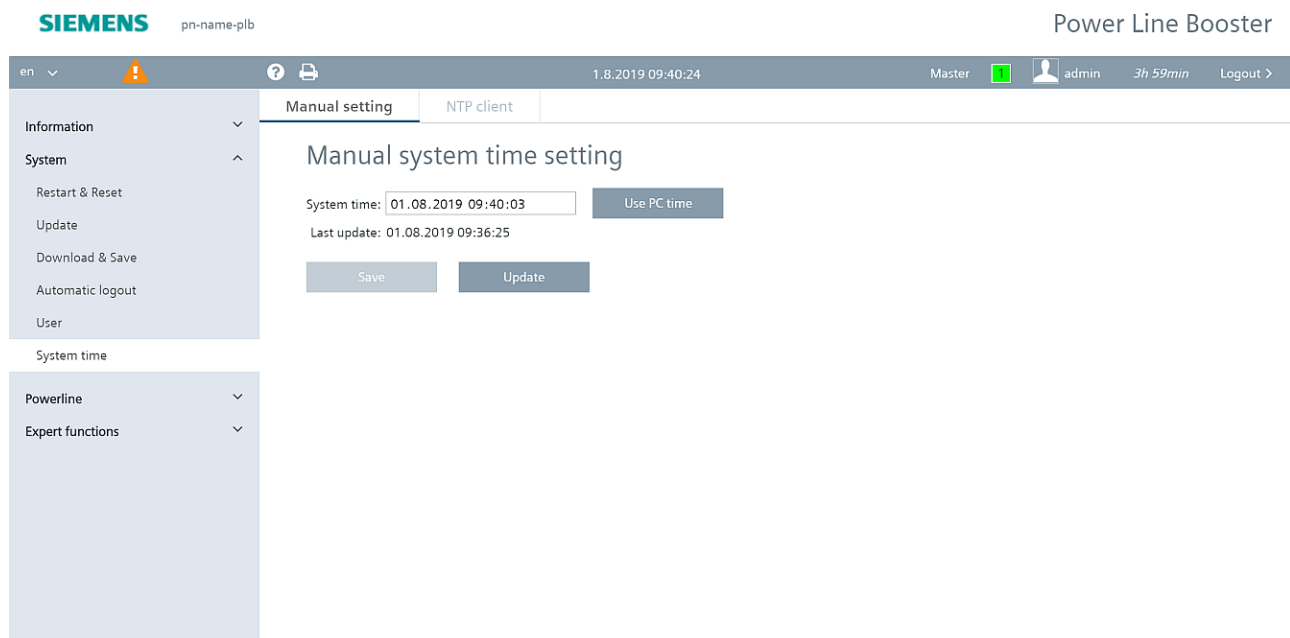 SIEMENS pn-name-plb Power Line Booster
en 1.8.2019 09:40:24 Master 1 admin 3h 59min Logout >
Manual setting NTP client
Information
System
Restart & Reset
Update
Download & Save
Automatic logout
User
System time
Powerline
Expert functions
Manual system time setting
System time: 01.08.2019 09:40:03 Use PC time
Last update: 01.08.2019 09:36:25
Save Update